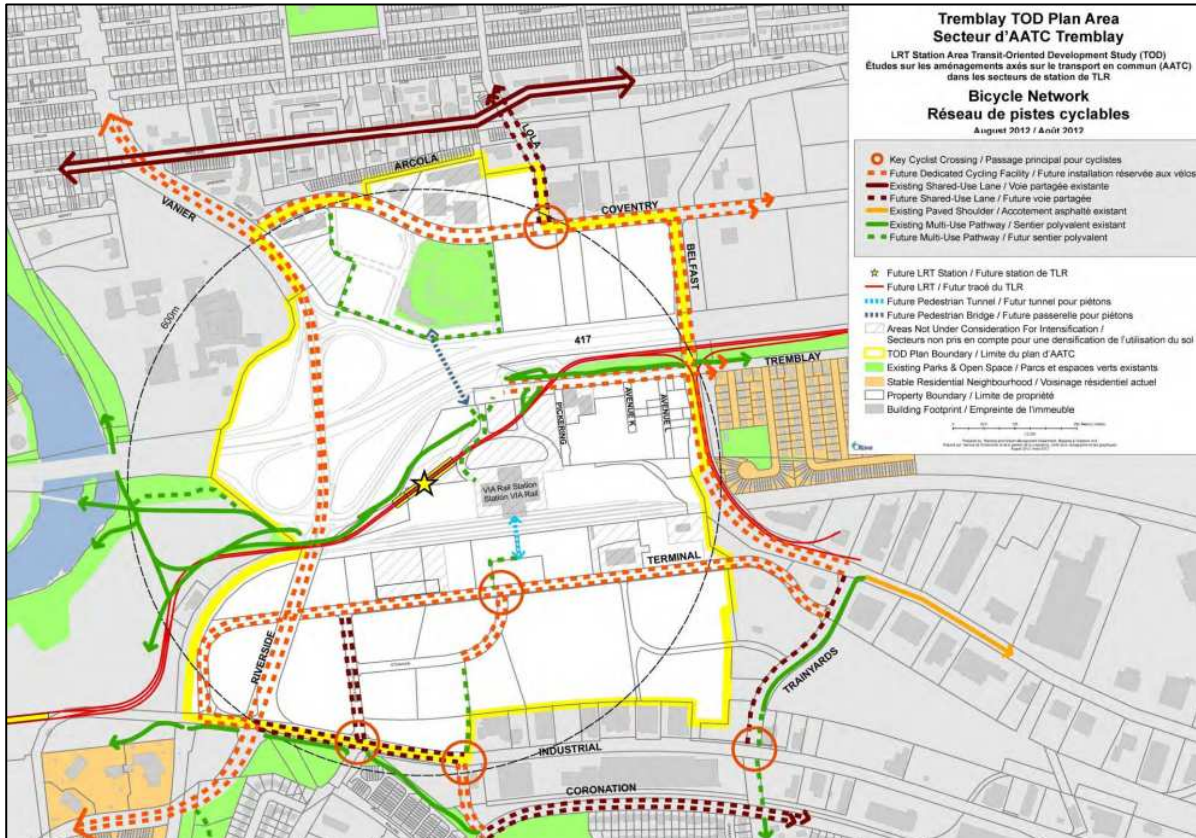 Tremblay TOD Plan Area
Secteur d'AATC Tremblay
LRT Station Area Transit-Oriented Development Study (TOD)
Études sur les aménagements axés sur le transport en commun (AATC)
dans les secteurs de station de TLR
Bicycle Network
Réseau de pistes cyclables
August 2012 / Août 2012
Key Cyclist Crossing / Passage principal pour cyclistes
Future Dedicated Cycling Facility / Future installation réservée aux vélos
Existing Shared-Use Lane / Voie partagée existante
Future Shared-Use Lane / Future voie partagée
Existing Paved Shoulder / Accotement asphalté existant
Existing Multi-Use Pathway / Sentier polyvalent existant
Future Multi-Use Pathway / Futur sentier polyvalent
Future LRT Station / Future station de TLR
Future LRT / Futur tracé du TLR
Future Pedestrian Tunnel / Futur tunnel pour piétons
Future Pedestrian Bridge / Future passerelle pour piétons
Areas Not Under Consideration For Intensification /
Secteurs non pris en compte pour une densification de l'utilisation du sol
TOD Plan Boundary / Limite du plan d'AATC
Existing Parks & Open Space / Parcs et espaces verts existants
Stable Residential Neighbourhood / Voisinage résidentiel actuel
Property Boundary / Limite de propriété
Building Footprint / Empreinte de l'immeuble
LOLA
ARCOLA
VANIER
COVENTRY
BELFAST
600m
417
TREMBLAY
PICKERING
AVENUE K
AVENUE L
VIA Rail Station
Station VIA Rail
TERMINAL
RIVERSIDE
TRAINYARDS
INDUSTRIAL
CORONATION